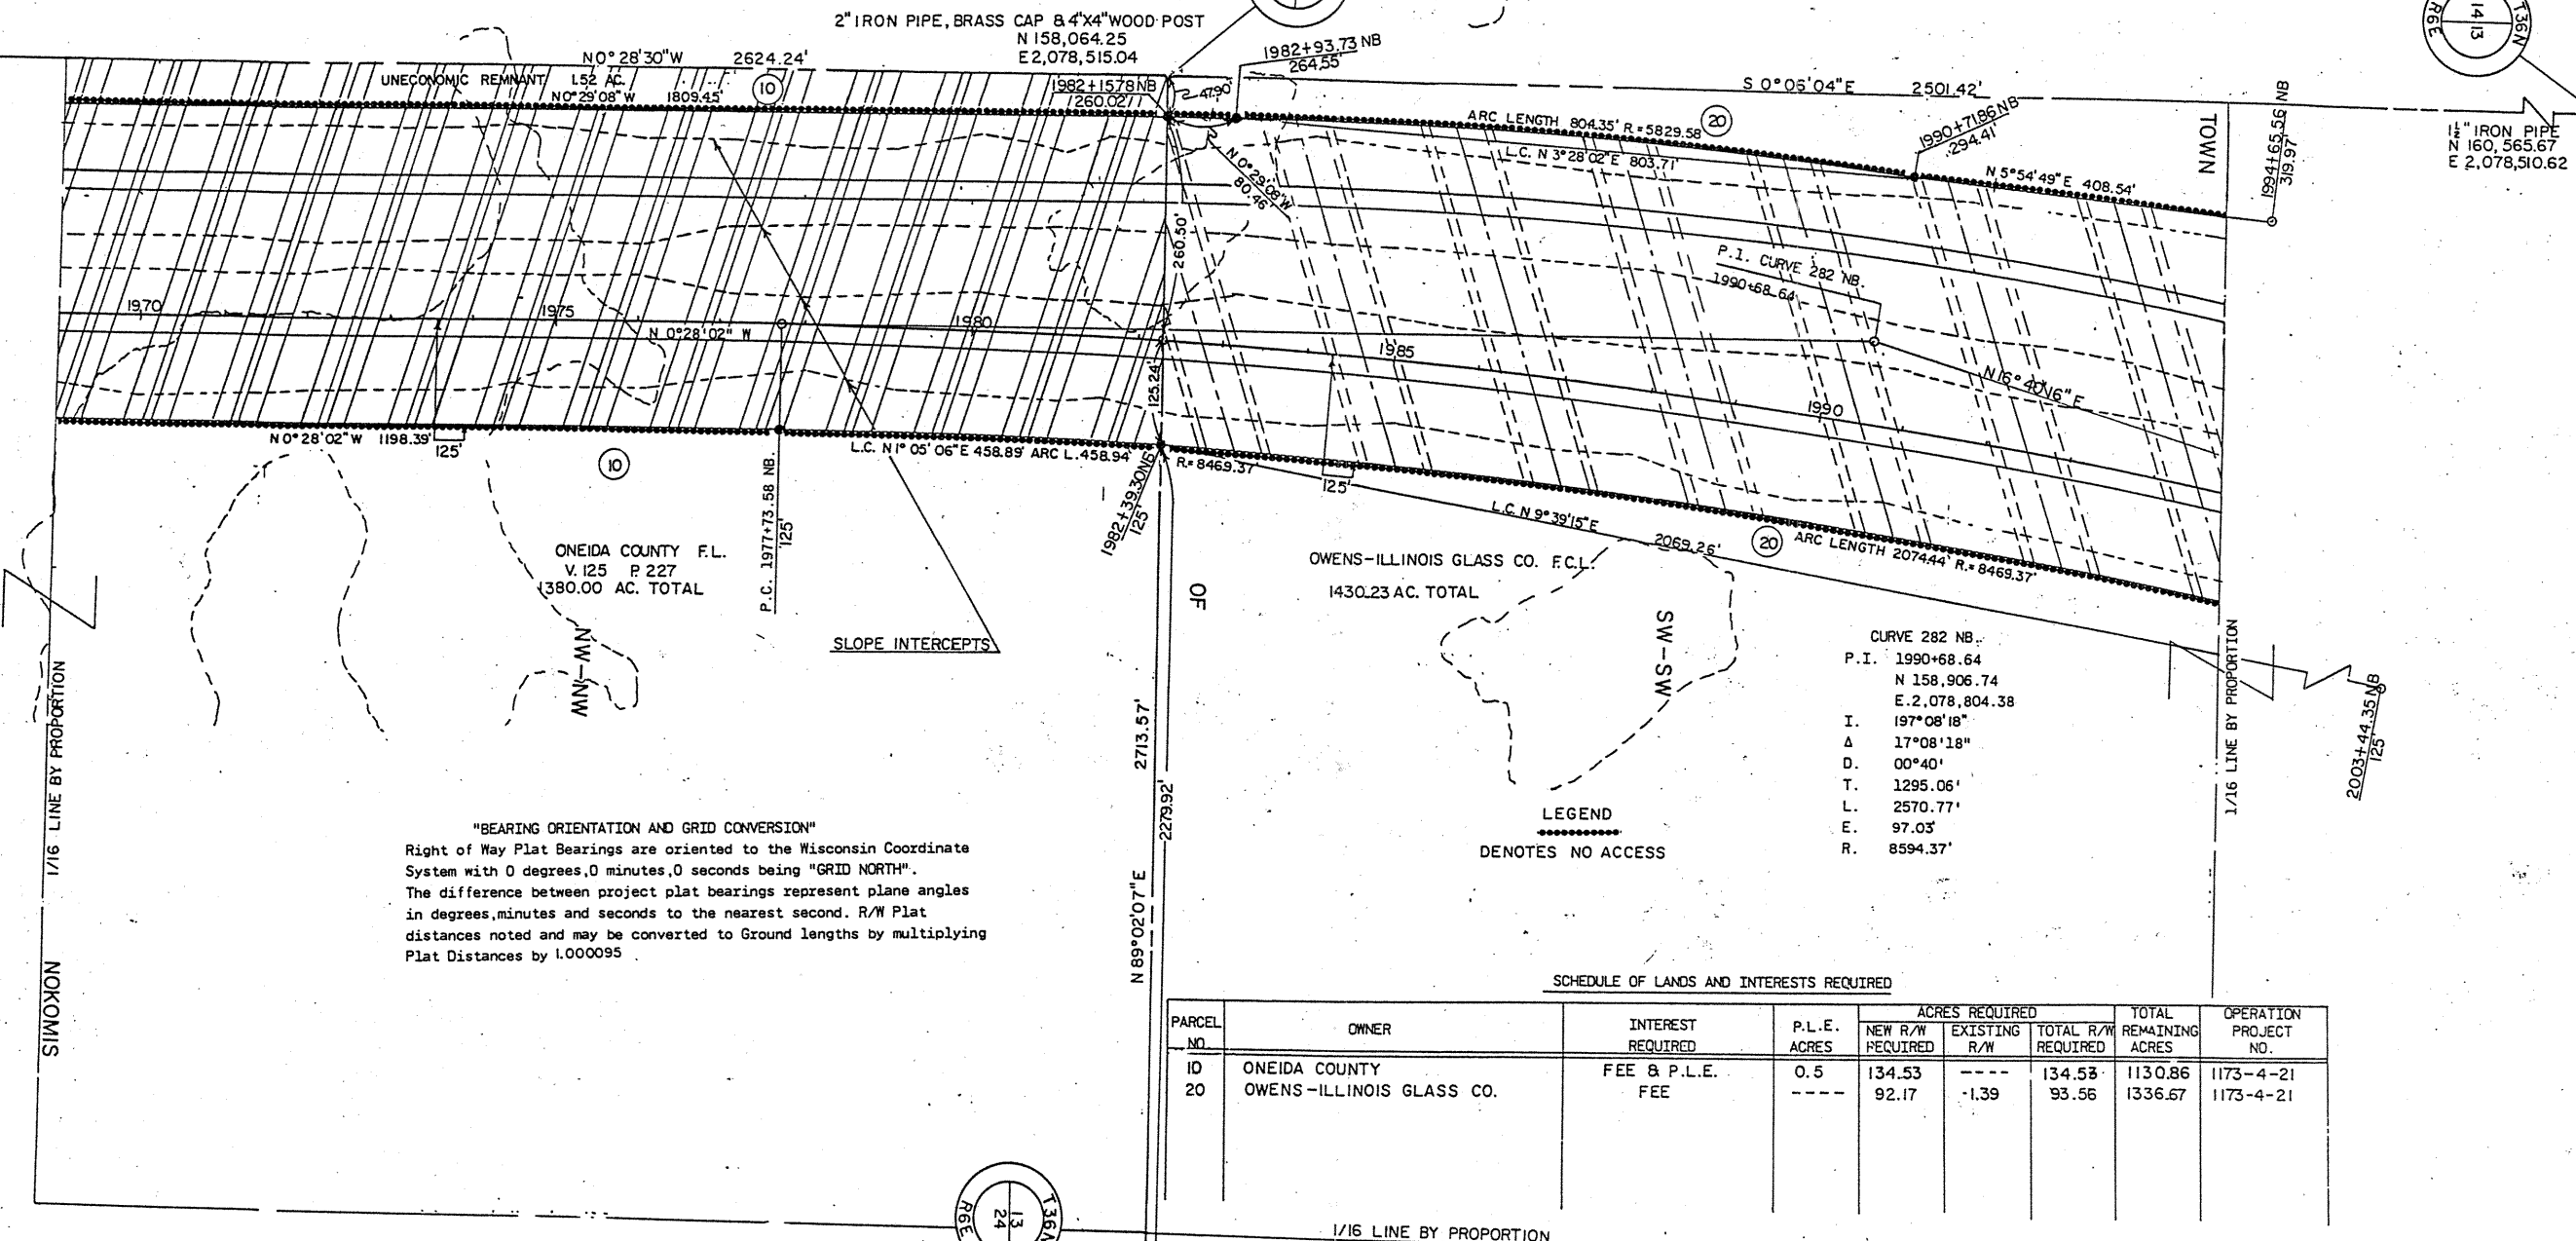 2" IRON PIPE, BRASS CAP & 4"X4" WOOD POST
N 158,064.25
E 2,078,515.04
N 0° 28' 30" W 2624.24'
UNECONOMIC REMNANT 1.52 AC.
N 0° 29' 08" W 1809.45'
10
1982+15.78 NB
260.02'
47.90'
1982+93.73 NB
264.55'
S 0° 06' 04" E 2501.42'
14 13
T36N
R6E
1½" IRON PIPE
N 160,565.67
E 2,078,510.62
ARC LENGTH 804.35' R.=5829.58
20
L.C. N 3° 28' 02" E 803.71'
1990+71.86 NB
294.41'
N 5° 54' 49" E 408.54'
TOWN
1994+65.56 NB
319.97'
N 0° 29' 08" W
80.46'
260.50'
P.I. CURVE 282 NB.
1990+68.64
1970
1975
1980
1985
1990
N 0° 28' 02" W
N 16° 40' 16" E
125.24'
N 0° 28' 02" W 1198.39'
125'
10
L.C. N 1° 05' 06" E 458.89' ARC L. 458.94'
R.= 8469.37'
125'
1982+39.30 NB
125'
P.C. 1977+73.58 NB.
125'
L.C. N 9° 39' 15" E
2069.26'
20
ARC LENGTH 2074.44' R.= 8469.37'
ONEIDA COUNTY F.L.
V. 125 P. 227
1380.00 AC. TOTAL
OWENS-ILLINOIS GLASS CO. F.C.L.
1430.23 AC. TOTAL
OF
SLOPE INTERCEPTS
NW-NW
SW-SW
CURVE 282 NB.
P.I. 1990+68.64
N 158,906.74
E. 2,078,804.38
I. 197°08'18"
Δ 17°08'18"
D. 00°40'
T. 1295.06'
L. 2570.77'
E. 97.03'
R. 8594.37'
1/16 LINE BY PROPORTION
1/16 LINE BY PROPORTION
2003+44.35 NB
125'
2713.57'
2279.92'
N 89°02'07" E
LEGEND
DENOTES NO ACCESS
"BEARING ORIENTATION AND GRID CONVERSION"
Right of Way Plat Bearings are oriented to the Wisconsin Coordinate
System with 0 degrees,0 minutes,0 seconds being "GRID NORTH".
The difference between project plat bearings represent plane angles
in degrees,minutes and seconds to the nearest second. R/W Plat
distances noted and may be converted to Ground lengths by multiplying
Plat Distances by 1.000095
NOKOMIS
SCHEDULE OF LANDS AND INTERESTS REQUIRED
PARCEL NO. OWNER INTEREST REQUIRED P.L.E. ACRES ACRES REQUIRED NEW R/W REQUIRED EXISTING R/W TOTAL R/W REQUIRED TOTAL REMAINING ACRES OPERATION PROJECT NO.
10 ONEIDA COUNTY FEE & P.L.E. 0.5 134.53 ---- 134.53 1130.86 1173-4-21
20 OWENS-ILLINOIS GLASS CO. FEE ---- 92.17 -1.39 93.56 1336.67 1173-4-21
13
24
T36N
R6E
1/16 LINE BY PROPORTION